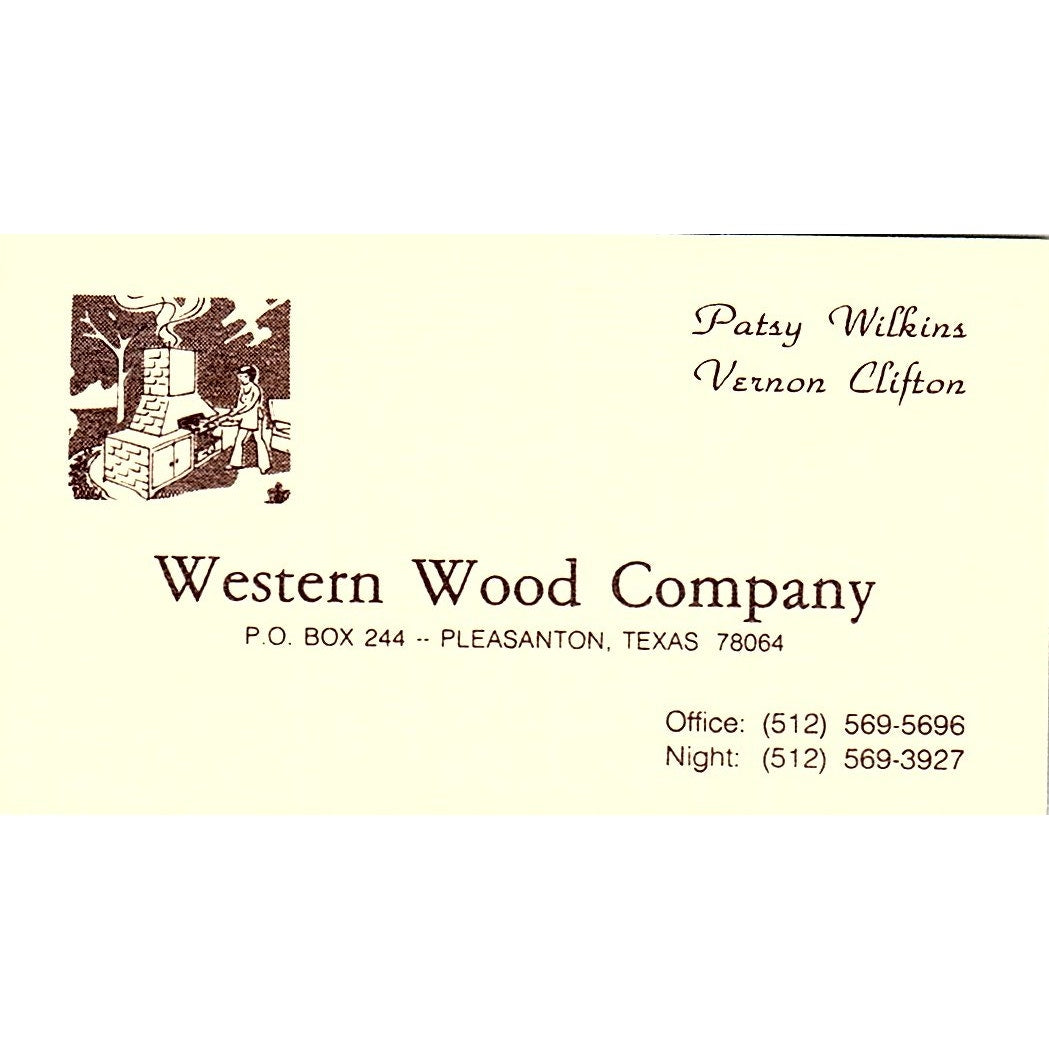 Patsy Wilkins
Vernon Clifton
Western Wood Company
P.O. BOX 244 -- PLEASANTON, TEXAS 78064
Office: (512) 569-5696
Night: (512) 569-3927